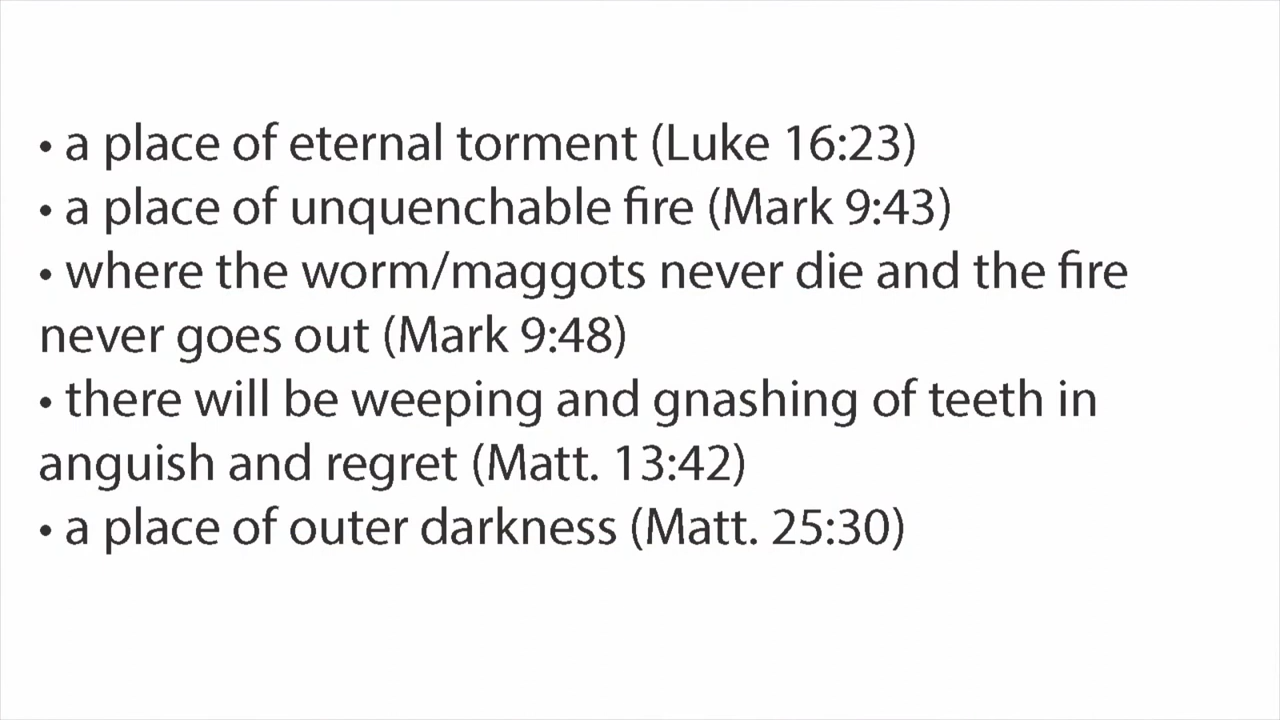 • a place of eternal torment (Luke 16:23)
• a place of unquenchable fire (Mark 9:43)
• where the worm/maggots never die and the fire
never goes out (Mark 9:48)
• there will be weeping and gnashing of teeth in
anguish and regret (Matt. 13:42)
• a place of outer darkness (Matt. 25:30)